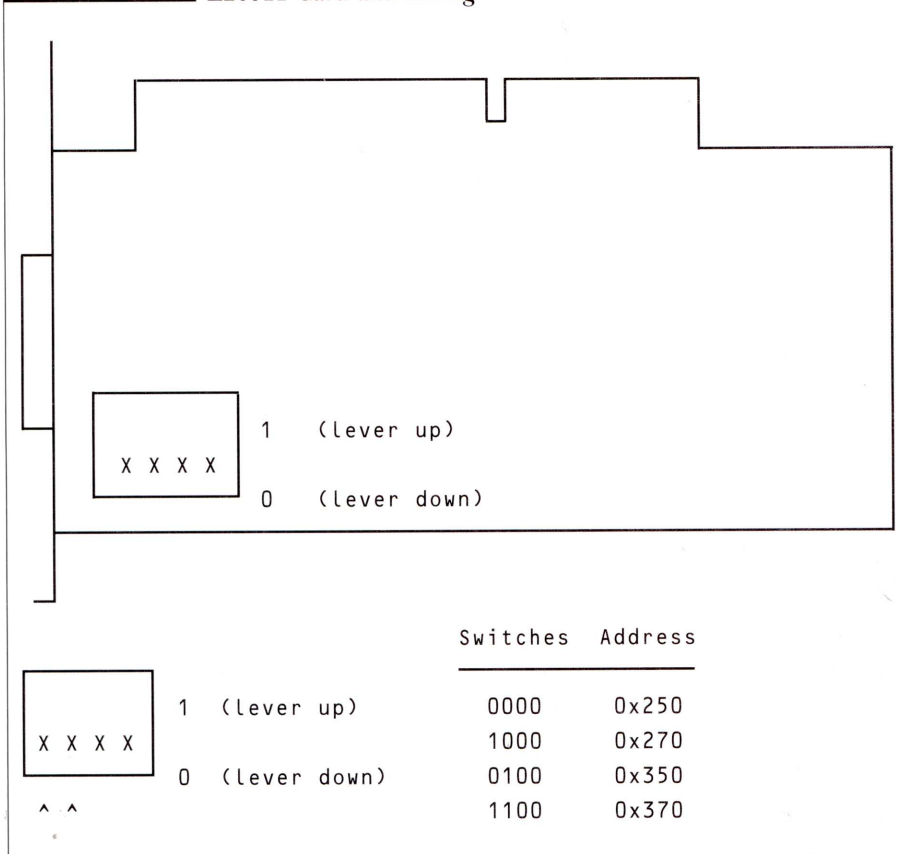 1 (lever up)
X X X X
0 (lever down)
Switches Address
1 (lever up)
X X X X
0 (lever down)
^ ^
0000 0x250
1000 0x270
0100 0x350
1100 0x370